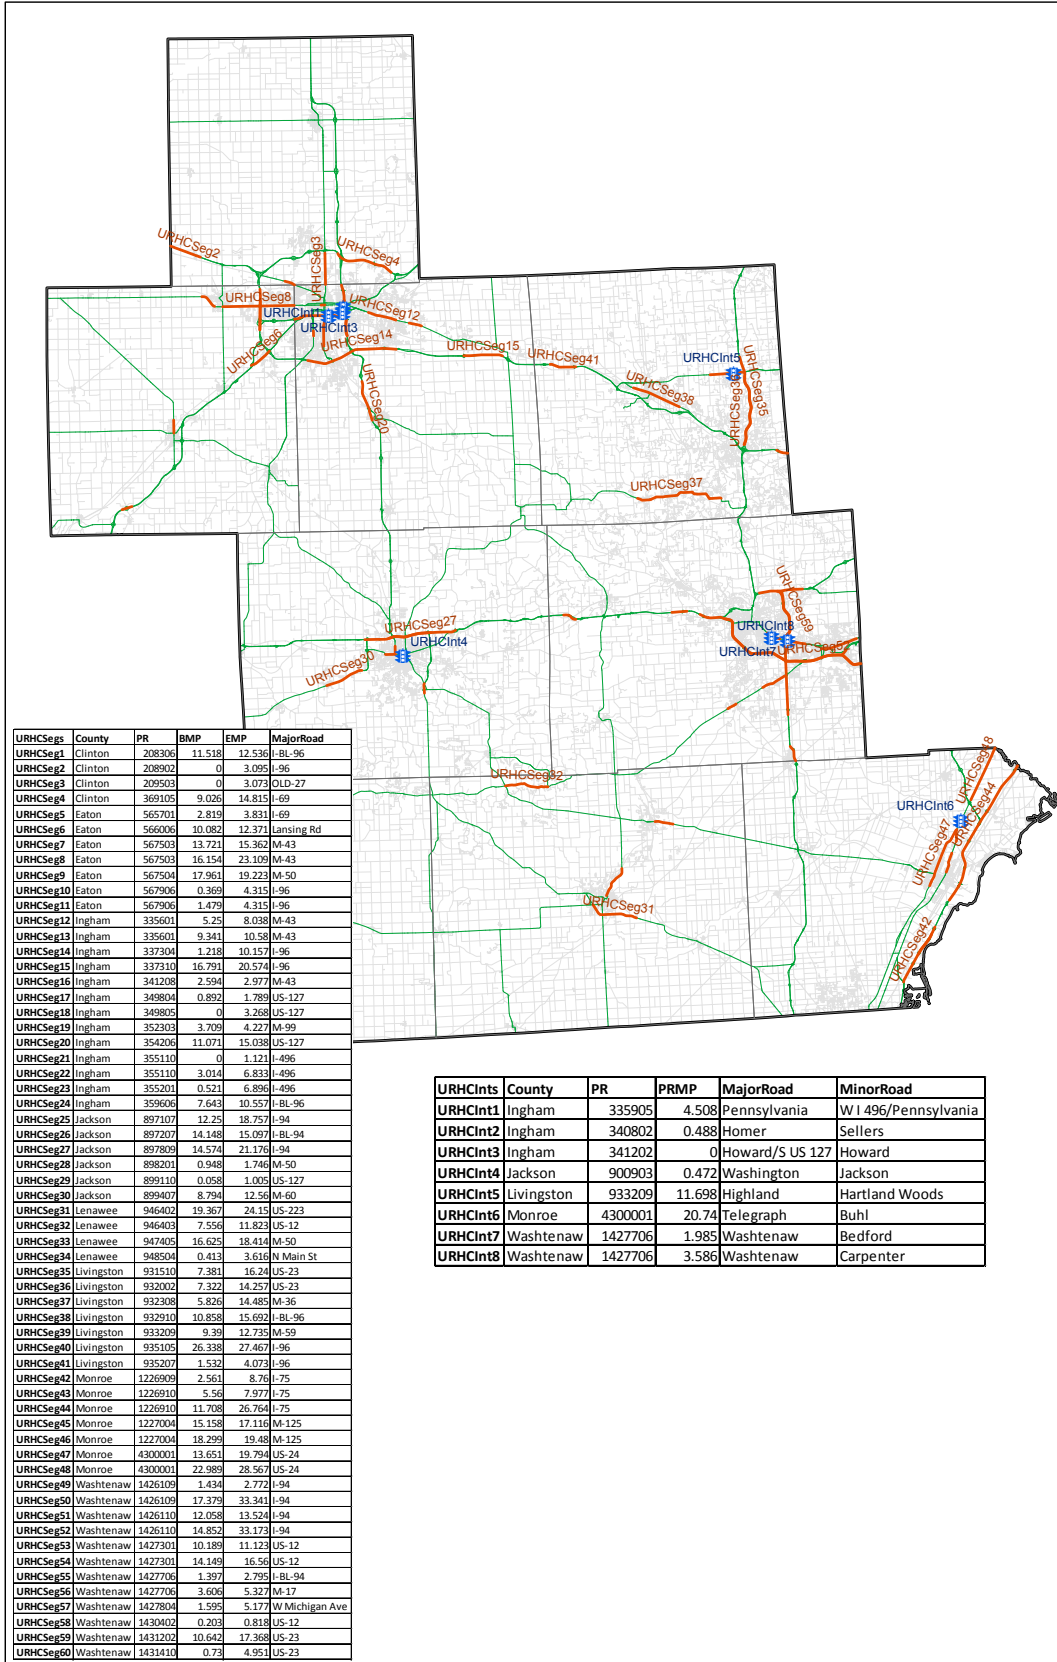 URHCSeg2
URHCSeg3
URHCSeg4
URHCSeg8
URHCSeg12
URHCInt1
URHCInt3
URHCSeg14
URHCSeg6
URHCSeg15
URHCSeg41
URHCSeg20
URHCInt5
URHCSeg35
URHCSeg38
URHCSeg37
URHCSeg27
URHCInt4
URHCSeg30
URHCSeg59
URHCInt8
URHCInt7
URHCSeg52
URHCSeg32
URHCSeg31
URHCSeg48
URHCSeg44
URHCInt6
URHCSeg47
URHCSeg42
URHCSegs County PR BMP EMP MajorRoad
URHCSeg1 Clinton 208306 11.518 12.536 I-BL-96
URHCSeg2 Clinton 208902 0 3.095 I-96
URHCSeg3 Clinton 209503 0 3.073 OLD-27
URHCSeg4 Clinton 369105 9.026 14.815 I-69
URHCSeg5 Eaton 565701 2.819 3.831 I-69
URHCSeg6 Eaton 566006 10.082 12.371 Lansing Rd
URHCSeg7 Eaton 567503 13.721 15.362 M-43
URHCSeg8 Eaton 567503 16.154 23.109 M-43
URHCSeg9 Eaton 567504 17.961 19.223 M-50
URHCSeg10 Eaton 567906 0.369 4.315 I-96
URHCSeg11 Eaton 567906 1.479 4.315 I-96
URHCSeg12 Ingham 335601 5.25 8.038 M-43
URHCSeg13 Ingham 335601 9.341 10.58 M-43
URHCSeg14 Ingham 337304 1.218 10.157 I-96
URHCSeg15 Ingham 337310 16.791 20.574 I-96
URHCSeg16 Ingham 341208 2.594 2.977 M-43
URHCSeg17 Ingham 349804 0.892 1.789 US-127
URHCSeg18 Ingham 349805 0 3.268 US-127
URHCSeg19 Ingham 352303 3.709 4.227 M-99
URHCSeg20 Ingham 354206 11.071 15.038 US-127
URHCSeg21 Ingham 355110 0 1.121 I-496
URHCSeg22 Ingham 355110 3.014 6.833 I-496
URHCSeg23 Ingham 355201 0.521 6.896 I-496
URHCSeg24 Ingham 359606 7.643 10.557 I-BL-96
URHCSeg25 Jackson 897107 12.25 18.757 I-94
URHCSeg26 Jackson 897207 14.148 15.097 I-BL-94
URHCSeg27 Jackson 897809 14.574 21.176 I-94
URHCSeg28 Jackson 898201 0.948 1.746 M-50
URHCSeg29 Jackson 899110 0.058 1.005 US-127
URHCSeg30 Jackson 899407 8.794 12.56 M-60
URHCSeg31 Lenawee 946402 19.367 24.15 US-223
URHCSeg32 Lenawee 946403 7.556 11.823 US-12
URHCSeg33 Lenawee 947405 16.625 18.414 M-50
URHCSeg34 Lenawee 948504 0.413 3.616 N Main St
URHCSeg35 Livingston 931510 7.381 16.24 US-23
URHCSeg36 Livingston 932002 7.322 14.257 US-23
URHCSeg37 Livingston 932308 5.826 14.485 M-36
URHCSeg38 Livingston 932910 10.858 15.692 I-BL-96
URHCSeg39 Livingston 933209 9.39 12.735 M-59
URHCSeg40 Livingston 935105 26.338 27.467 I-96
URHCSeg41 Livingston 935207 1.532 4.073 I-96
URHCSeg42 Monroe 1226909 2.561 8.76 I-75
URHCSeg43 Monroe 1226910 5.56 7.977 I-75
URHCSeg44 Monroe 1226910 11.708 26.764 I-75
URHCSeg45 Monroe 1227004 15.158 17.116 M-125
URHCSeg46 Monroe 1227004 18.299 19.48 M-125
URHCSeg47 Monroe 4300001 13.651 19.794 US-24
URHCSeg48 Monroe 4300001 22.989 28.567 US-24
URHCSeg49 Washtenaw 1426109 1.434 2.772 I-94
URHCSeg50 Washtenaw 1426109 17.379 33.341 I-94
URHCSeg51 Washtenaw 1426110 12.058 13.524 I-94
URHCSeg52 Washtenaw 1426110 14.852 33.173 I-94
URHCSeg53 Washtenaw 1427301 10.189 11.123 US-12
URHCSeg54 Washtenaw 1427301 14.149 16.56 US-12
URHCSeg55 Washtenaw 1427706 1.397 2.795 I-BL-94
URHCSeg56 Washtenaw 1427706 3.606 5.327 M-17
URHCSeg57 Washtenaw 1427804 1.595 5.177 W Michigan Ave
URHCSeg58 Washtenaw 1430402 0.203 0.818 US-12
URHCSeg59 Washtenaw 1431202 10.642 17.368 US-23
URHCSeg60 Washtenaw 1431410 0.73 4.951 US-23
URHCInts County PR PRMP MajorRoad MinorRoad
URHCInt1 Ingham 335905 4.508 Pennsylvania W I 496/Pennsylvania
URHCInt2 Ingham 340802 0.488 Homer Sellers
URHCInt3 Ingham 341202 0 Howard/S US 127 Howard
URHCInt4 Jackson 900903 0.472 Washington Jackson
URHCInt5 Livingston 933209 11.698 Highland Hartland Woods
URHCInt6 Monroe 4300001 20.74 Telegraph Buhl
URHCInt7 Washtenaw 1427706 1.985 Washtenaw Bedford
URHCInt8 Washtenaw 1427706 3.586 Washtenaw Carpenter